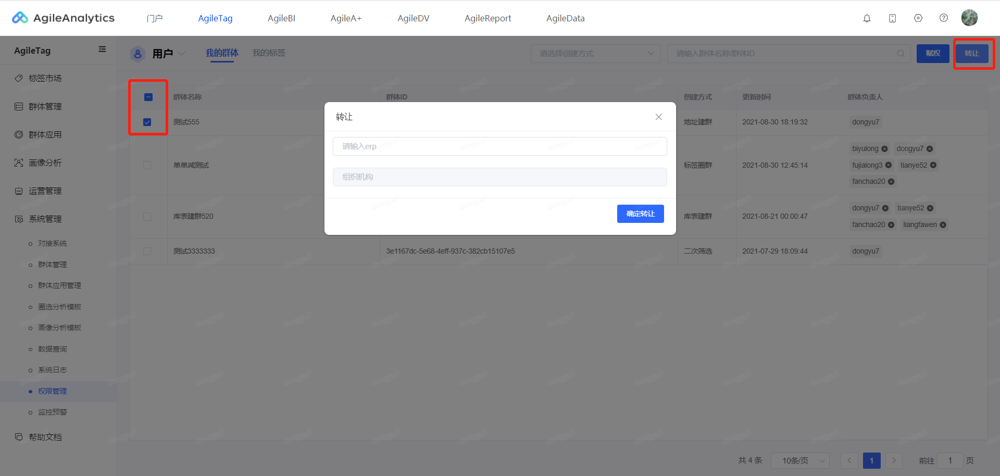 AgileAnalytics 门户 AgileTag AgileBI AgileA+ AgileDV AgileReport AgileData
AgileTag
标签市场
群体管理
群体应用
画像分析
运营管理
系统管理
对接系统
群体管理
群体应用管理
圈选分析模板
画像分析模板
数据查询
系统日志
权限管理
监控预警
帮助文档
用户 我的群体 我的标签 请选择创建方式 请输入群体名称/群体ID 赋权 转让
群体名称 群体ID 创建方式 更新时间 群体负责人
测试555 地址建群 2021-08-30 18:19:32 dongyu7
单单减测试 标签圈群 2021-08-30 12:45:14 biyulong dongyu7
fujialong3 tianye52
fanchao20
库表建群520 库表建群 2021-08-21 00:00:47 dongyu7 tianye52
fanchao20 liangfawen
测试3333333 3e1167dc-5e68-4eff-937c-382cb15107e5 二次筛选 2021-07-29 18:09:44 dongyu7
转让
请输入erp
组织机构
确定转让
共 4 条 10条/页 1 前往 1 页
dongyu7